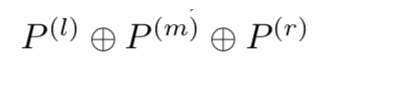 P^{(l)} ⊕ P^{(m)} ⊕ P^{(r)}